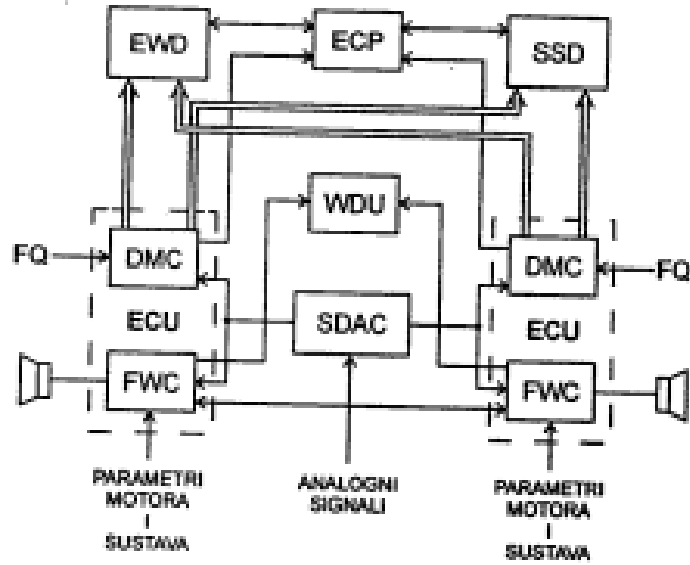 EWD
ECP
SSD
WDU
FQ
DMC
DMC
FQ
ECU
SDAC
ECU
FWC
FWC
PARAMETRI
MOTORA
I
SUSTAVA
ANALOGNI
SIGNALI
PARAMETRI
MOTORA
I
SUSTAVA